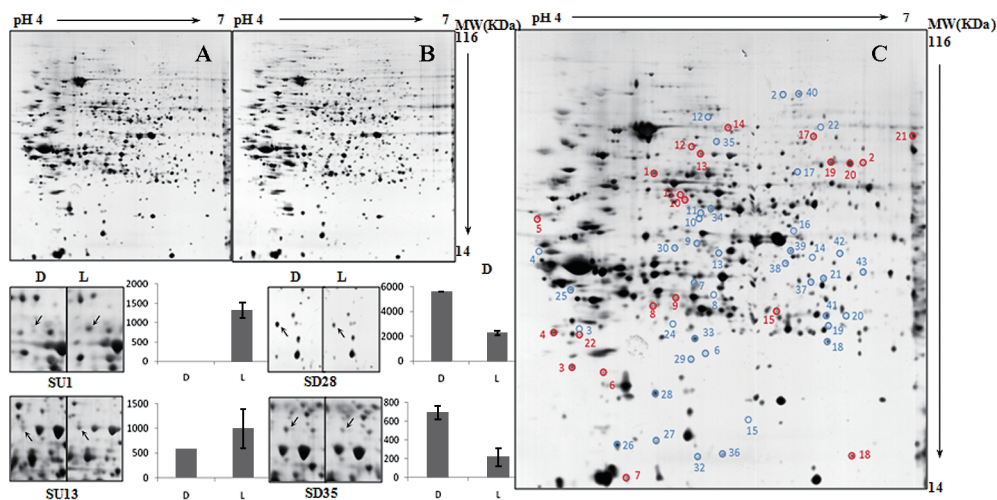 pH 4 7
pH 4 7
MW(KDa)
116
A
B
14
pH 4 7
MW(KDa)
116
C
14
D L
SU1
2000
1500
1000
500
0
D L
D L
SD28
D
6000
4000
2000
0
D L
SU13
1500
1000
500
0
D L
SD35
800
600
400
200
0
D L
2 40
12 14 22
35 17 21
12
13 19 20 2
1 17
10
11 34
10
5 16
9 39 42
30 13 14
4 38 43
7 37 21
25 8
9
8 15 41 20
24 19
3 33 18
4 22
29 6
3
6
28
15
27
26
32 36 18
7